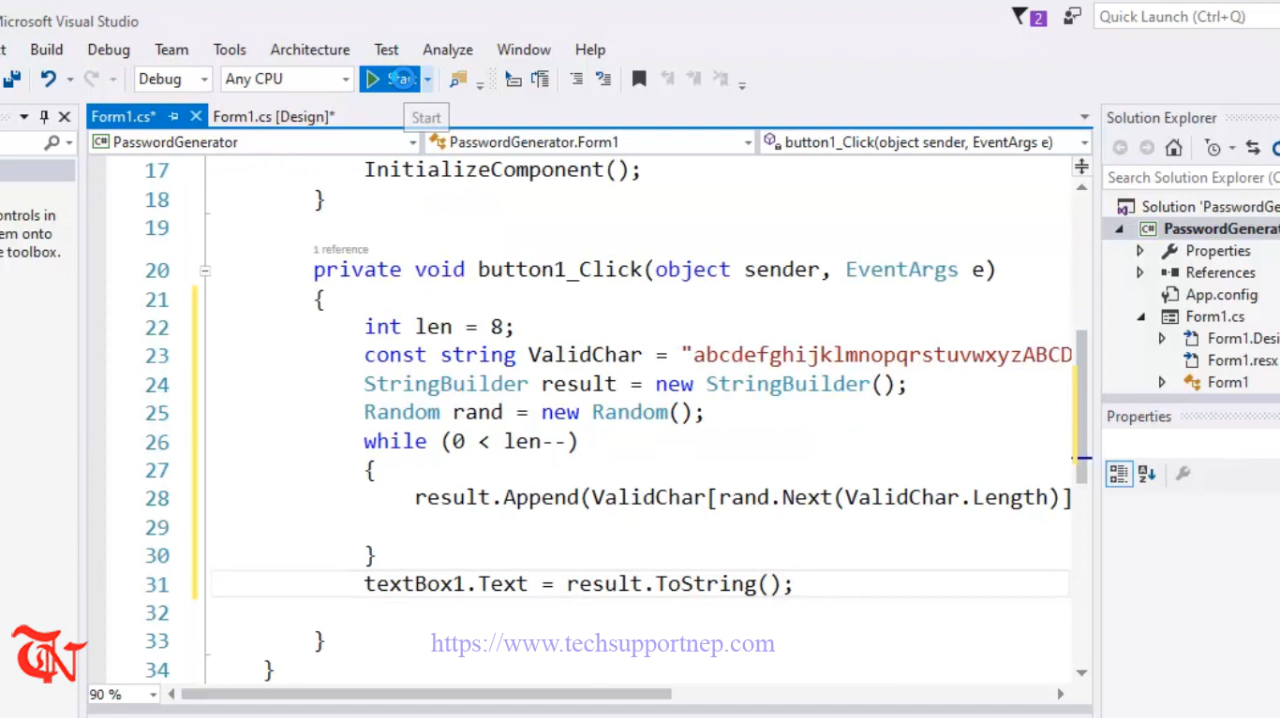 Microsoft Visual Studio
2
Quick Launch (Ctrl+Q)
Build Debug Team Tools Architecture Test Analyze Window Help
Debug Any CPU Start
Form1.cs* Form1.cs [Design]* Start
PasswordGenerator PasswordGenerator.Form1 button1_Click(object sender, EventArgs e)
17 InitializeComponent();
18 }
19
1 reference
20 private void button1_Click(object sender, EventArgs e)
21 {
22 int len = 8;
23 const string ValidChar = "abcdefghijklmnopqrstuvwxyzABCD
24 StringBuilder result = new StringBuilder();
25 Random rand = new Random();
26 while (0 < len--)
27 {
28 result.Append(ValidChar[rand.Next(ValidChar.Length)]
29
30 }
31 textBox1.Text = result.ToString();
32
33 }
34 }
https://www.techsupportnep.com
TN
90 %
ontrols in
em onto
e toolbox.
Solution Explorer
Search Solution Explorer (C
Solution 'PasswordGe
PasswordGenerat
Properties
References
App.config
Form1.cs
Form1.Desi
Form1.resx
Form1
Properties